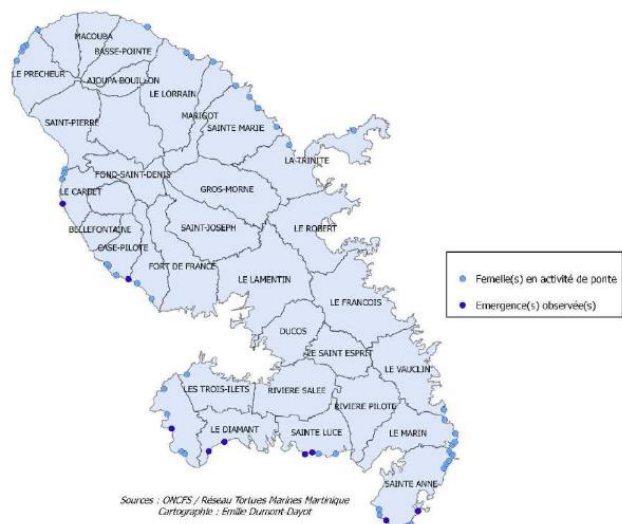 MACOUBA
BASSE-POINTE
LE PRECHEUR
AJOUPA-BOUILLON
LE LORRAIN
SAINT-PIERRE
MARIGOT
SAINTE MARIE
LA TRINITE
FOND-SAINT-DENIS
LE CARBET
GROS-MORNE
BELLEFONTAINE
SAINT-JOSEPH
LE ROBERT
CASE-PILOTE
FORT DE FRANCE
LE LAMENTIN
Femelle(s) en activité de ponte
Emergence(s) observée(s)
LE FRANCOIS
DUCOS
LE SAINT ESPRIT
LE VAUCLIN
LES TROIS-ILETS
RIVIERE SALEE
RIVIERE PILOTE
LE DIAMANT
SAINTE LUCE
LE MARIN
SAINTE ANNE
Sources : ONCFS / Réseau Tortues Marines Martinique
Cartographie : Emilie Dumont-Dayot